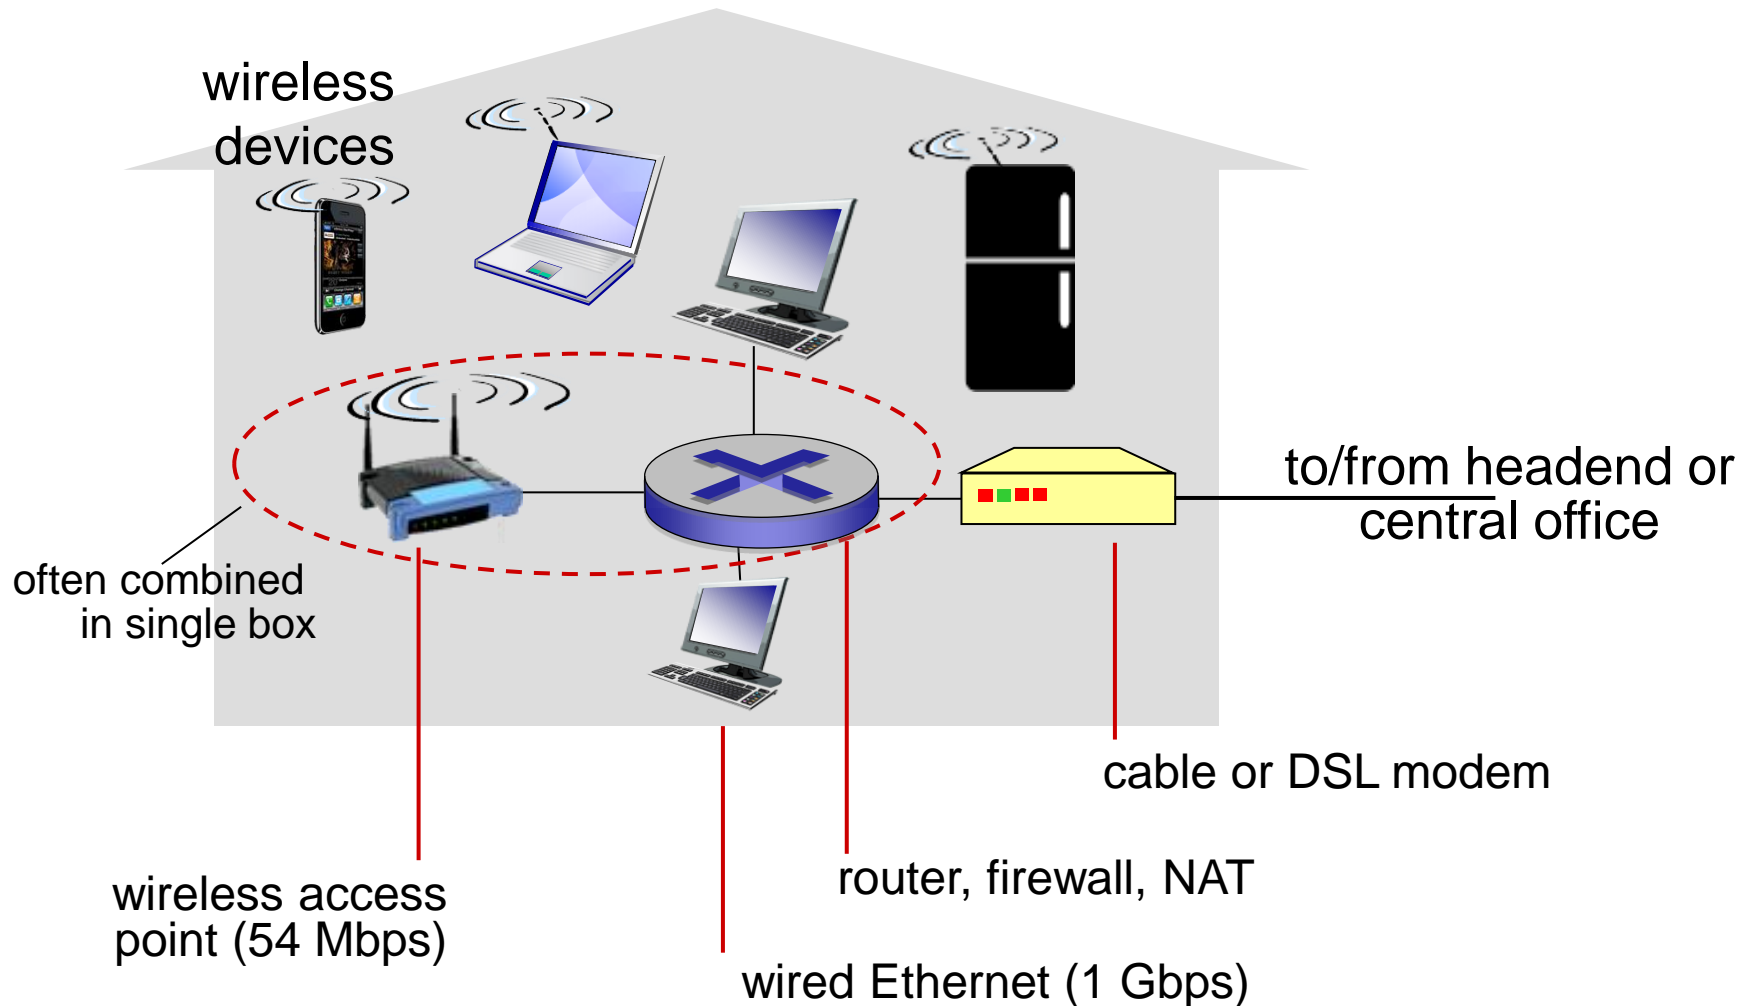 wireless
devices
to/from headend or
central office
often combined
in single box
cable or DSL modem
router, firewall, NAT
wireless access
point (54 Mbps)
wired Ethernet (1 Gbps)